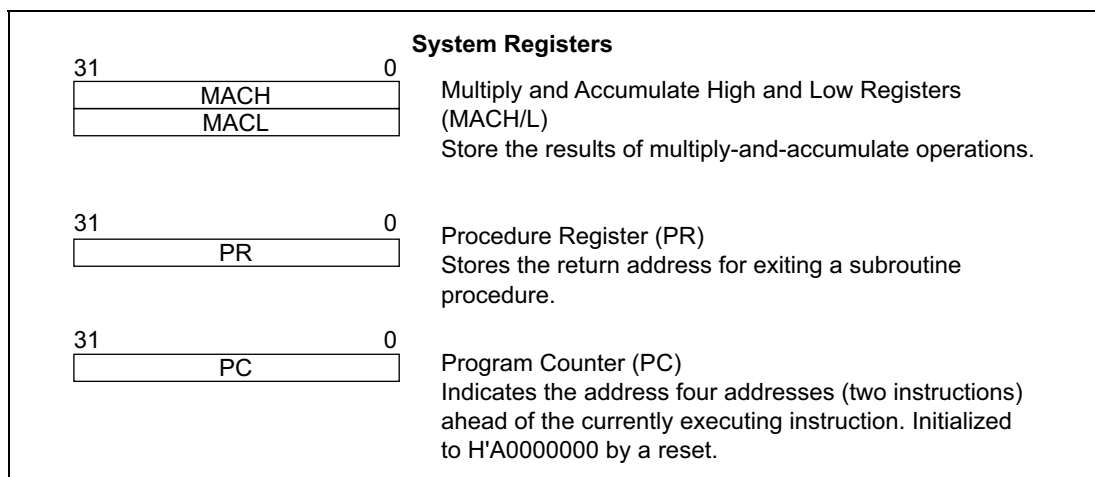 System Registers
31 0
MACH
MACL
Multiply and Accumulate High and Low Registers
(MACH/L)
Store the results of multiply-and-accumulate operations.
31 0
PR
Procedure Register (PR)
Stores the return address for exiting a subroutine
procedure.
31 0
PC
Program Counter (PC)
Indicates the address four addresses (two instructions)
ahead of the currently executing instruction. Initialized
to H'A0000000 by a reset.